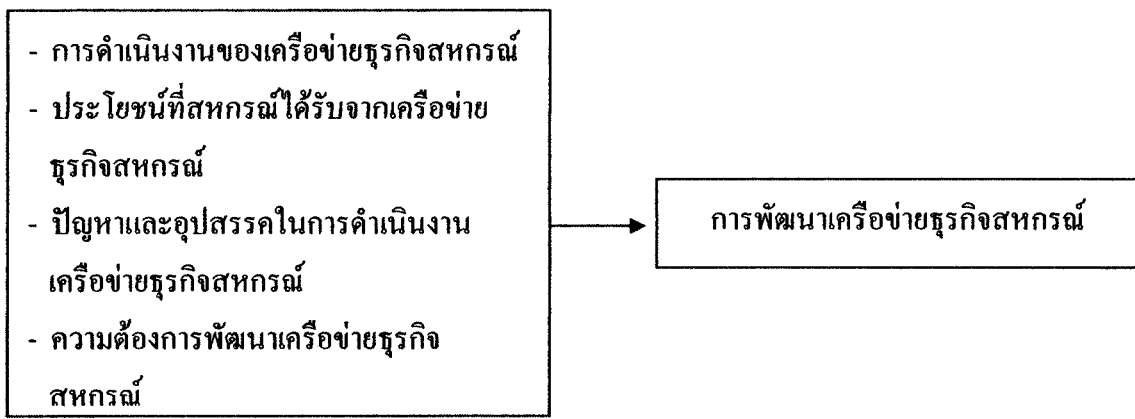 - การดำเนินงานของเครือข่ายธุรกิจสหกรณ์
- ประโยชน์ที่สหกรณ์ได้รับจากเครือข่าย
ธุรกิจสหกรณ์
- ปัญหาและอุปสรรคในการดำเนินงาน
เครือข่ายธุรกิจสหกรณ์
- ความต้องการพัฒนาเครือข่ายธุรกิจ
สหกรณ์
การพัฒนาเครือข่ายธุรกิจสหกรณ์